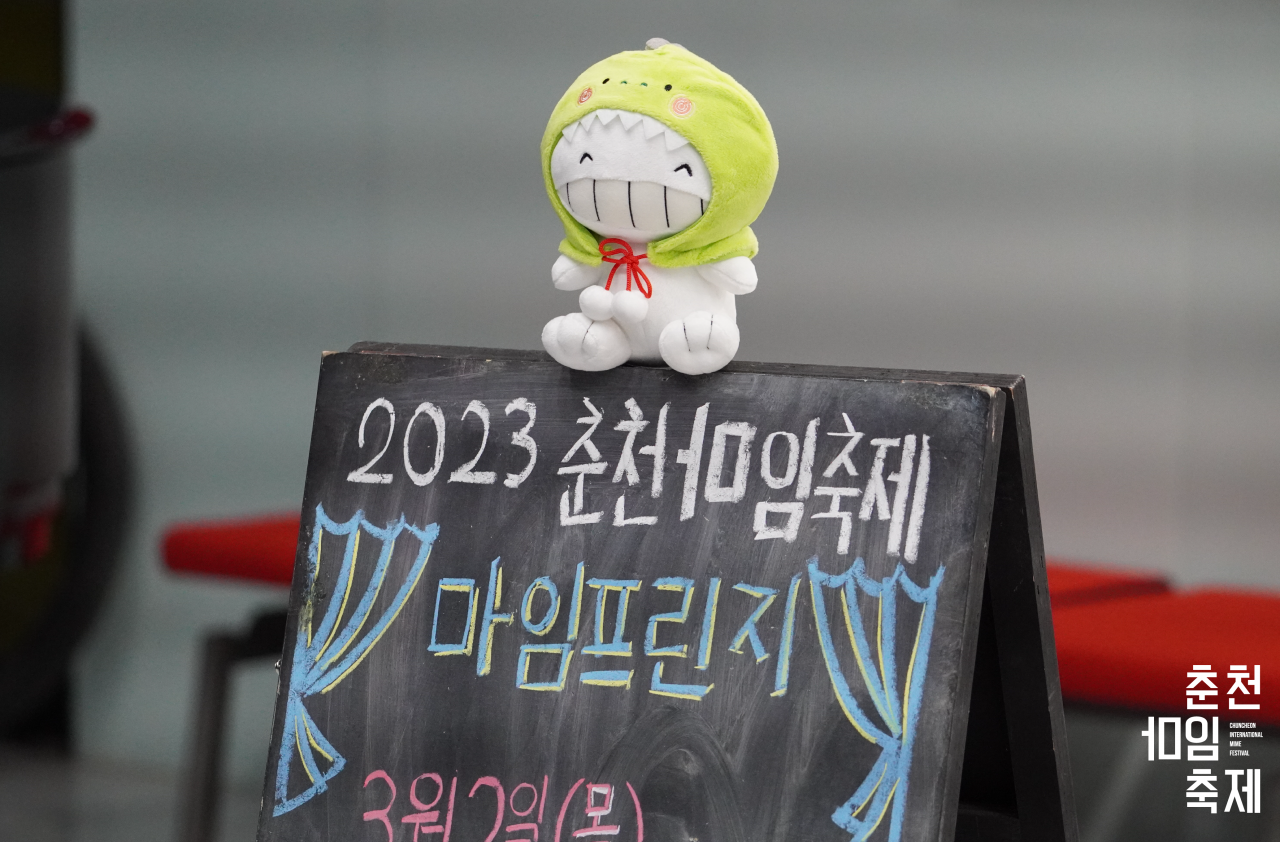 2023 춘천마임축제
마임프린지
3월 2일 (목)
춘천
마임
CHUNCHEON
INTERNATIONAL
MIME
FESTIVAL
축제